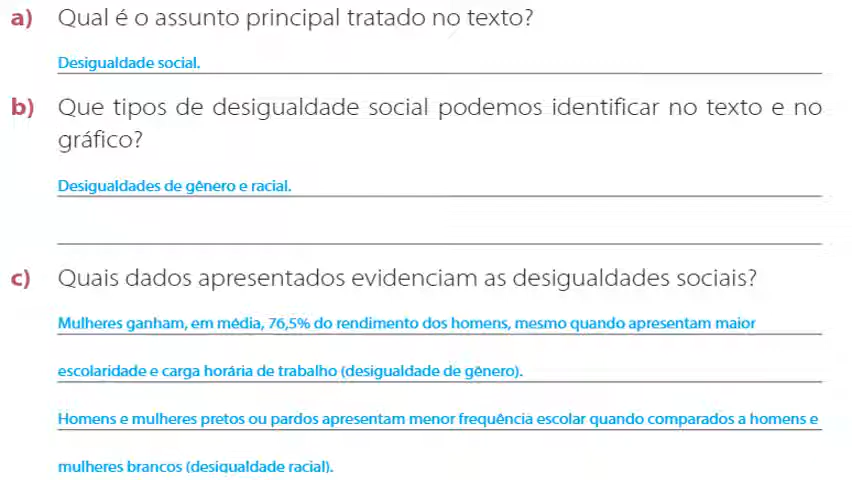 a) Qual é o assunto principal tratado no texto?
Desigualdade social.
b) Que tipos de desigualdade social podemos identificar no texto e no
gráfico?
Desigualdades de gênero e racial.
c) Quais dados apresentados evidenciam as desigualdades sociais?
Mulheres ganham, em média, 76,5% do rendimento dos homens, mesmo quando apresentam maior
escolaridade e carga horária de trabalho (desigualdade de gênero).
Homens e mulheres pretos ou pardos apresentam menor frequência escolar quando comparados a homens e
mulheres brancos (desigualdade racial).